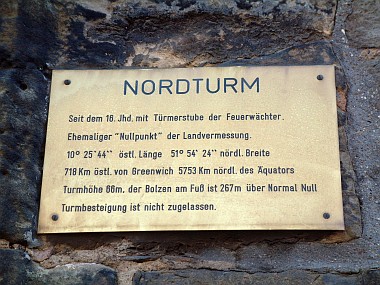 NORDTURM
Seit dem 16. Jhd. mit Türmerstube der Feuerwächter.
Ehemaliger "Nullpunkt" der Landvermessung.
10° 25'44'' östl. Länge 51° 54' 24'' nördl. Breite
718 Km östl. von Greenwich 5753 Km nördl. des Äquators
Turmhöhe 66m, der Bolzen am Fuß ist 267m über Normal Null
Turmbesteigung ist nicht zugelassen.